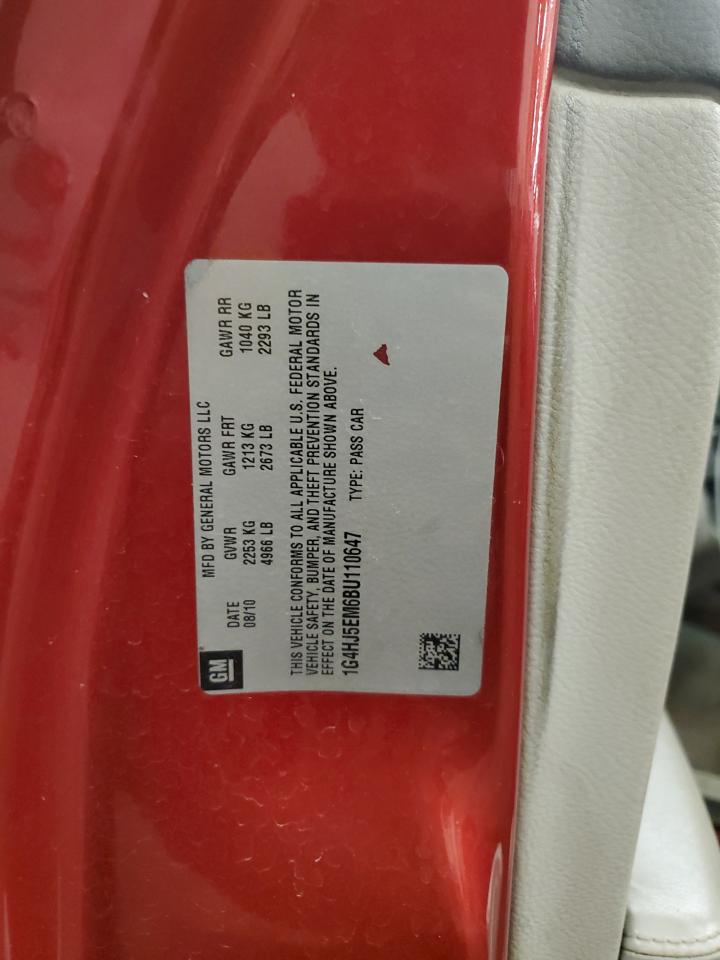 MFD BY GENERAL MOTORS LLC
DATE GVWR GAWR FRT GAWR RR
08/10 2253 KG 1213 KG 1040 KG
4966 LB 2673 LB 2293 LB
GM
THIS VEHICLE CONFORMS TO ALL APPLICABLE U.S. FEDERAL MOTOR
VEHICLE SAFETY, BUMPER, AND THEFT PREVENTION STANDARDS IN
EFFECT ON THE DATE OF MANUFACTURE SHOWN ABOVE.
1G4HJ5EM6BU110647 TYPE: PASS CAR